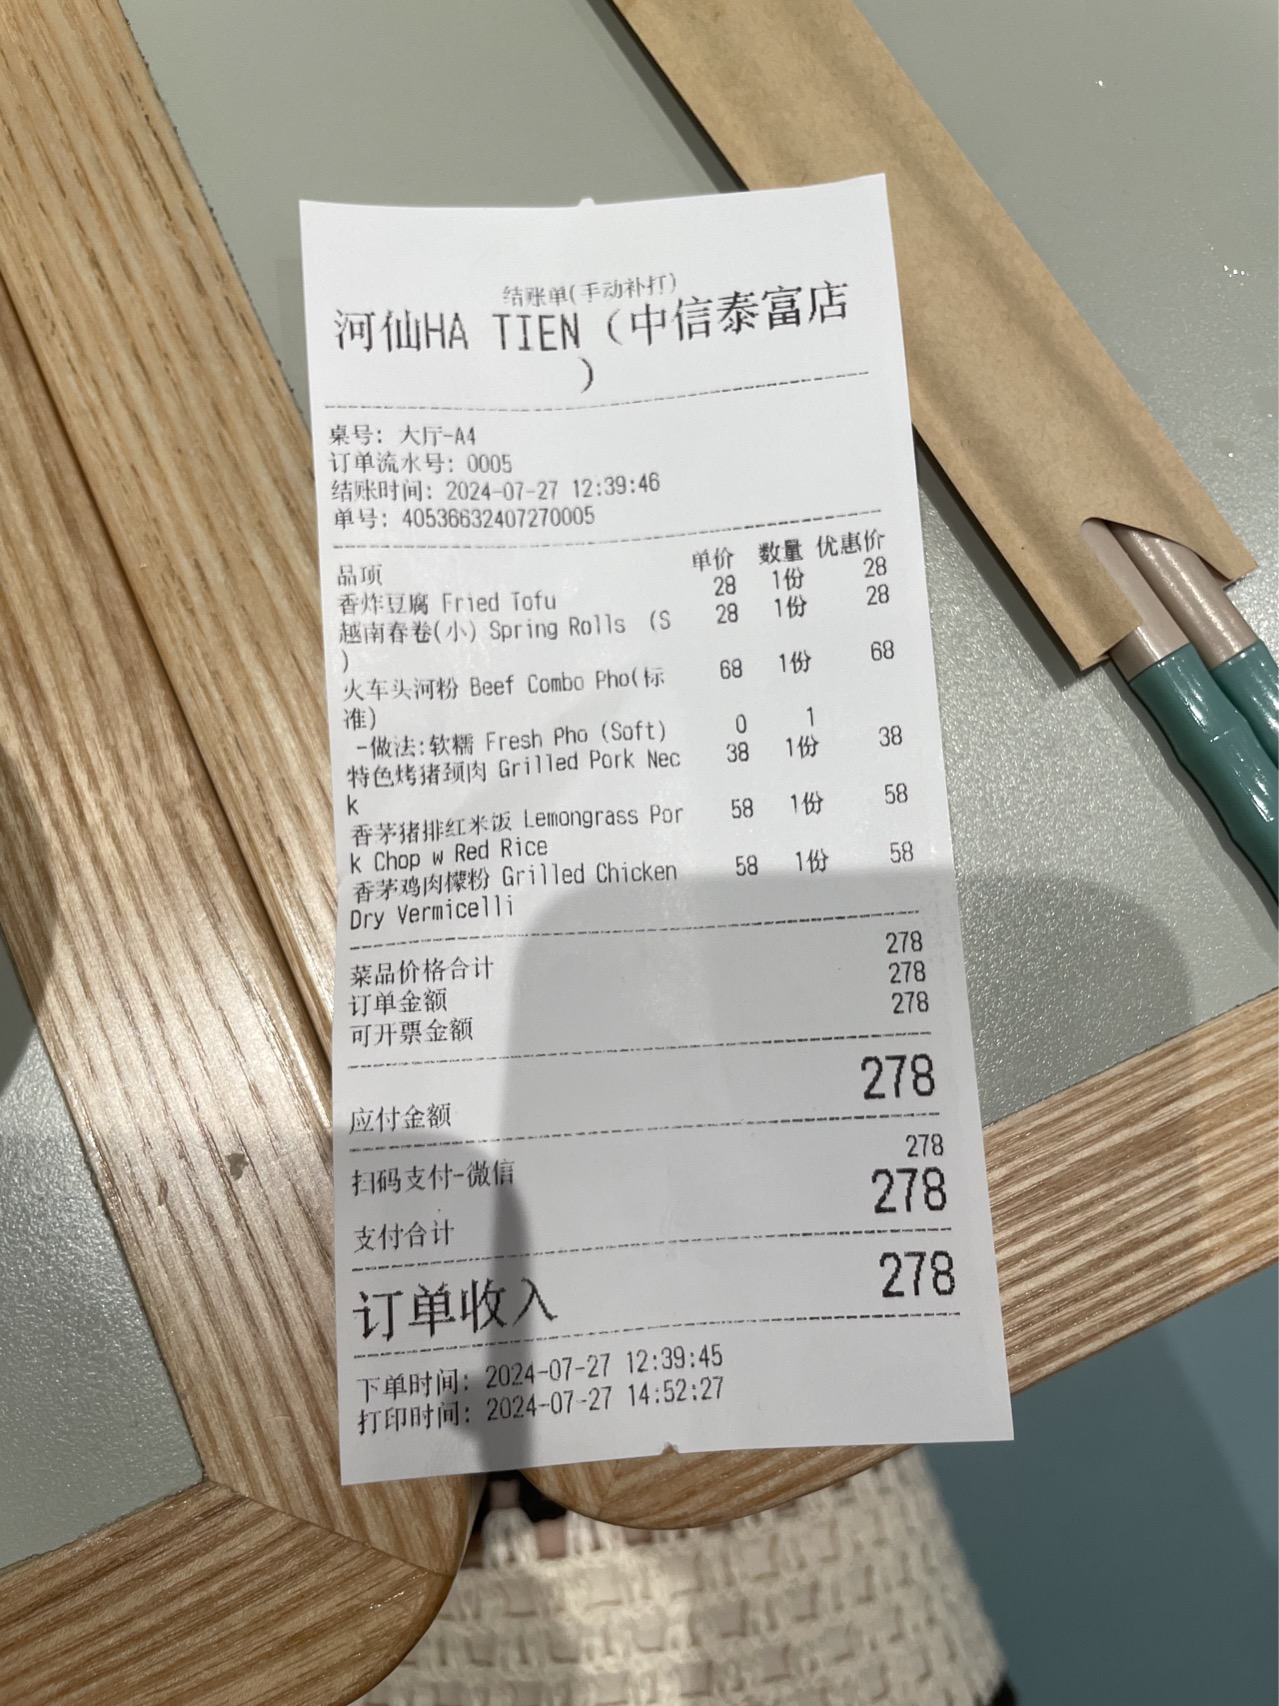 结账单(手动补打)
河仙HA TIEN（中信泰富店
）
桌号: 大厅-A4
订单流水号: 0005
结账时间: 2024-07-27 12:39:46
单号: 40536632407270005
品项 单价 数量 优惠价
香炸豆腐 Fried Tofu 28 1份 28
越南春卷(小) Spring Rolls (S 28 1份 28
)
火车头河粉 Beef Combo Pho(标 68 1份 68
准)
-做法:软糯 Fresh Pho (Soft) 0 1
特色烤猪颈肉 Grilled Pork Nec 38 1份 38
k
香茅猪排红米饭 Lemongrass Por 58 1份 58
k Chop w Red Rice
香茅鸡肉檬粉 Grilled Chicken 58 1份 58
Dry Vermicelli
菜品价格合计 278
订单金额 278
可开票金额 278
应付金额 278
扫码支付-微信 278
支付合计 278
订单收入 278
下单时间: 2024-07-27 12:39:45
打印时间: 2024-07-27 14:52:27